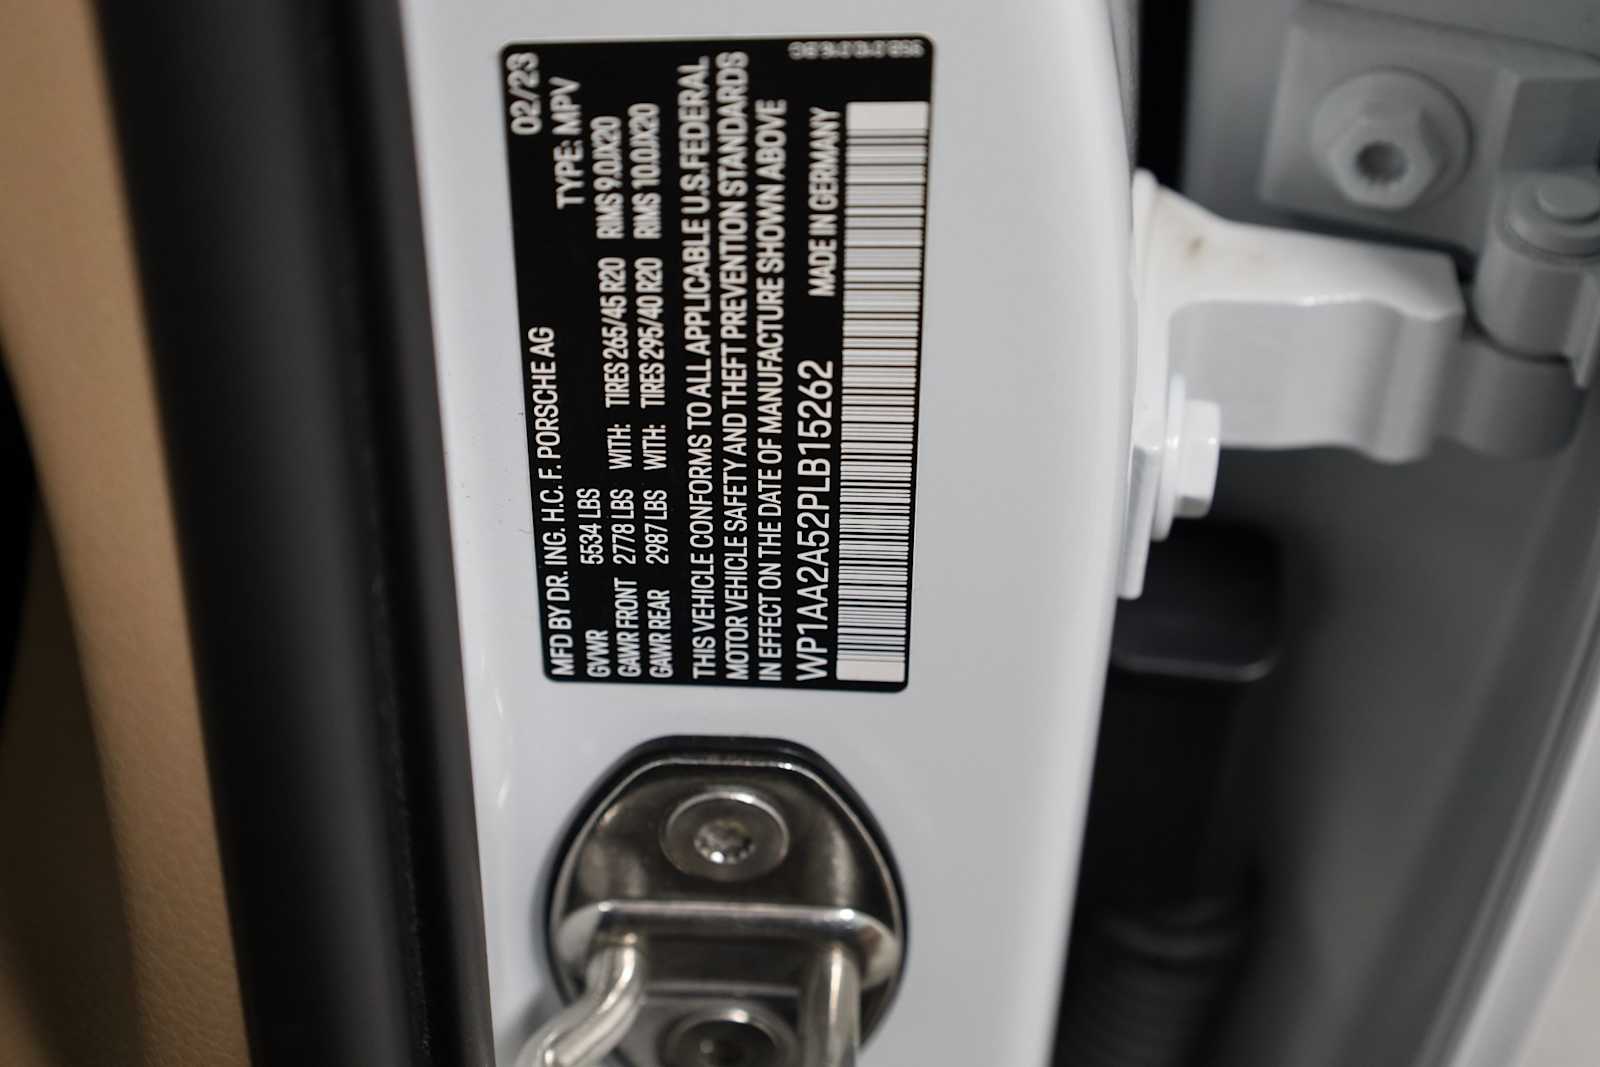 02/23
MFD BY DR. ING. H.C. F. PORSCHE AG TYPE: MPV
GVWR 5534 LBS
GAWR FRONT 2778 LBS WITH: TIRES 265/45 R20 RIMS 9.0JX20
GAWR REAR 2987 LBS WITH: TIRES 295/40 R20 RIMS 10.0JX20
THIS VEHICLE CONFORMS TO ALL APPLICABLE U.S.FEDERAL
MOTOR VEHICLE SAFETY AND THEFT PREVENTION STANDARDS
IN EFFECT ON THE DATE OF MANUFACTURE SHOWN ABOVE
WP1AA2A52PLB15262 MADE IN GERMANY